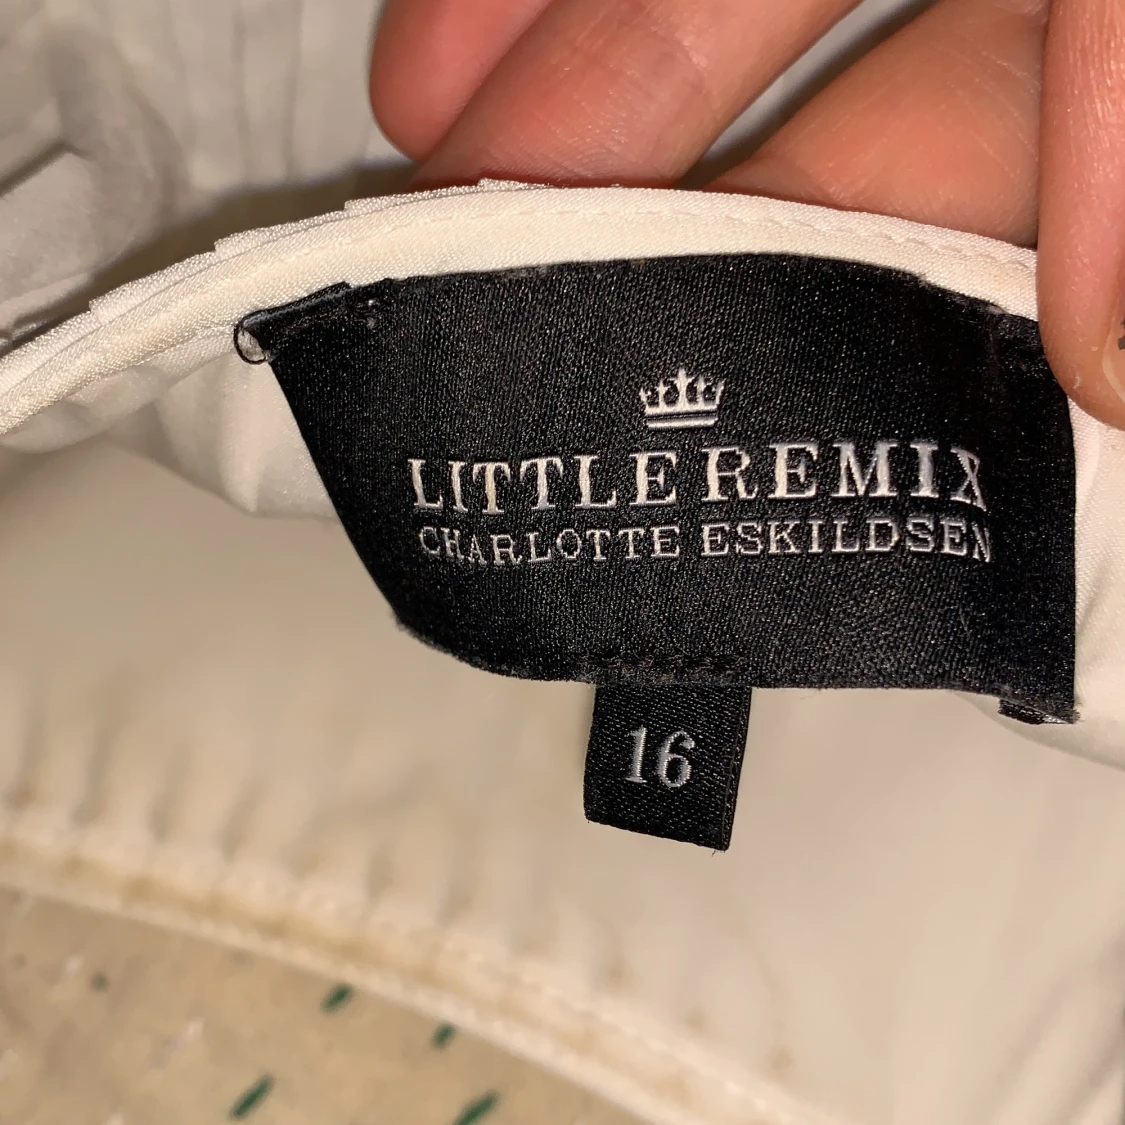 LITTLE REMIX
CHARLOTTE ESKILDSEN
16